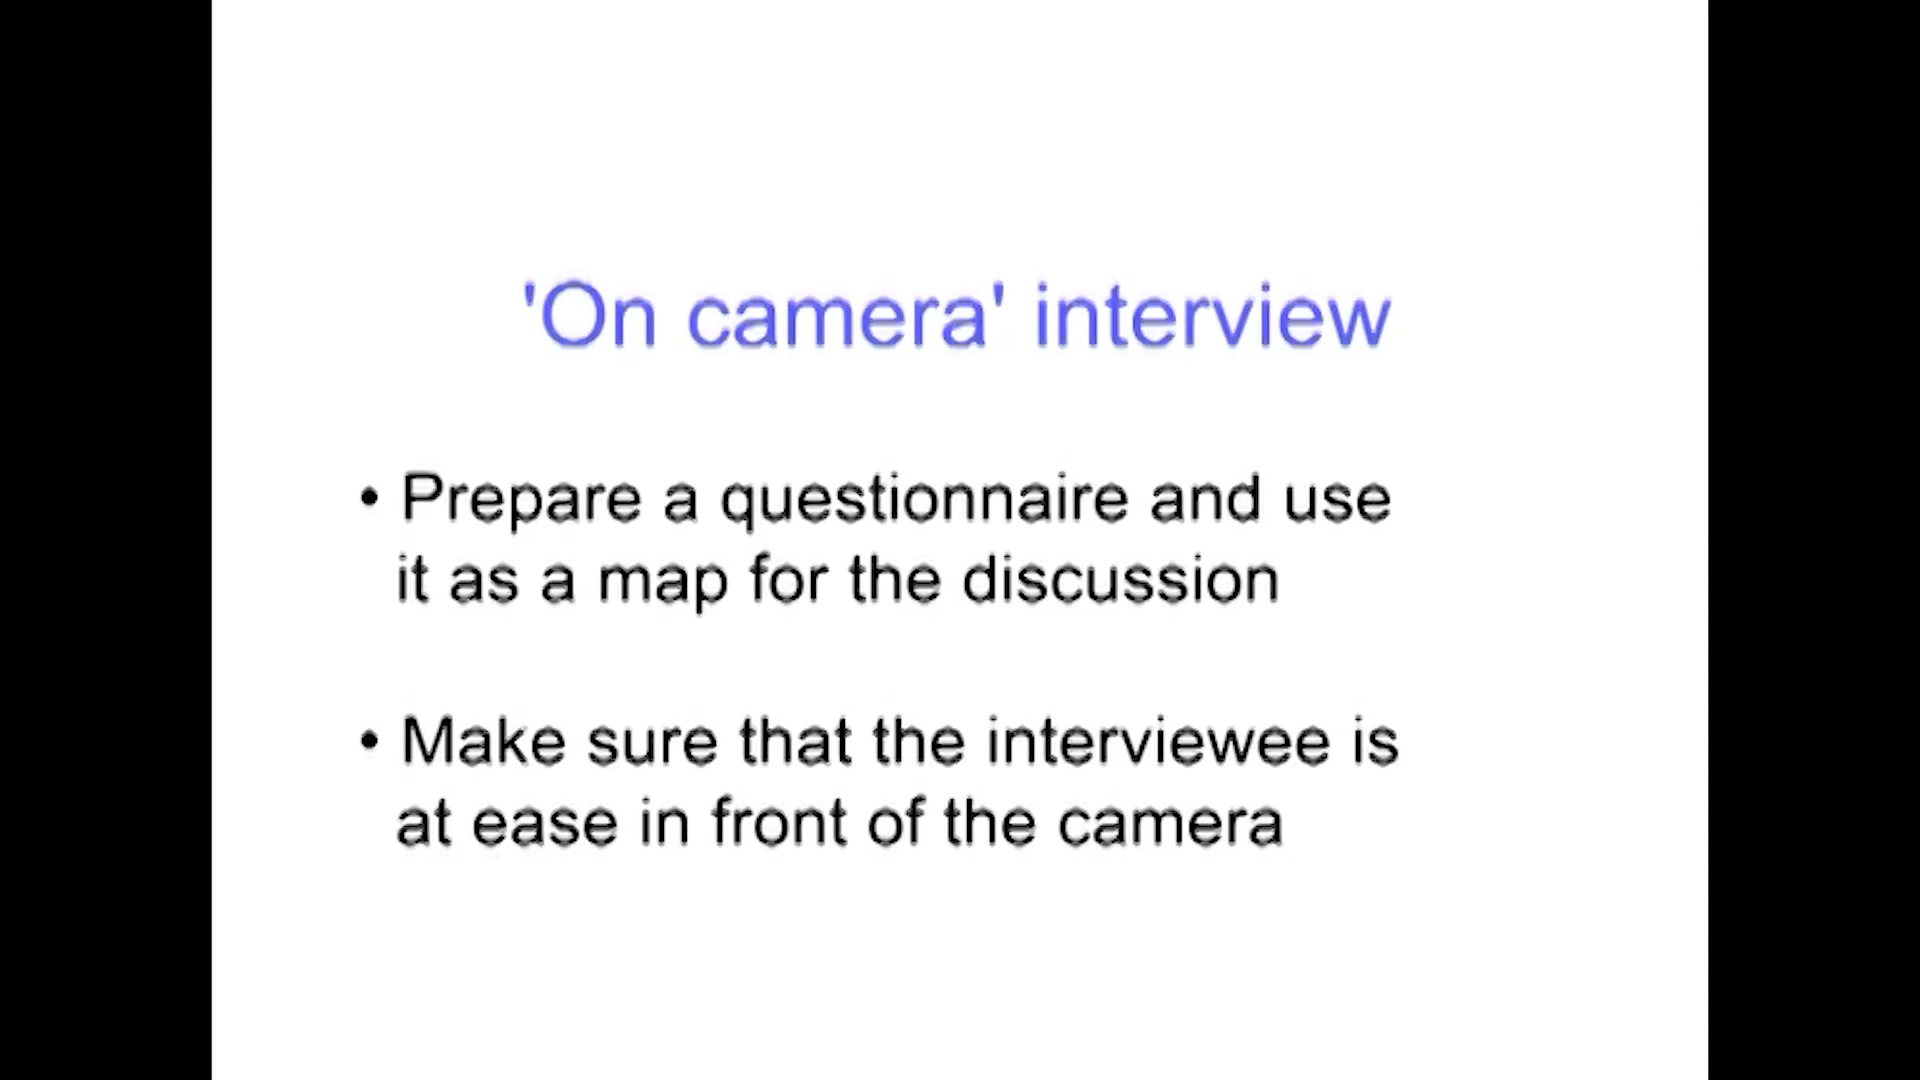 'On camera' interview
• Prepare a questionnaire and use
it as a map for the discussion
• Make sure that the interviewee is
at ease in front of the camera